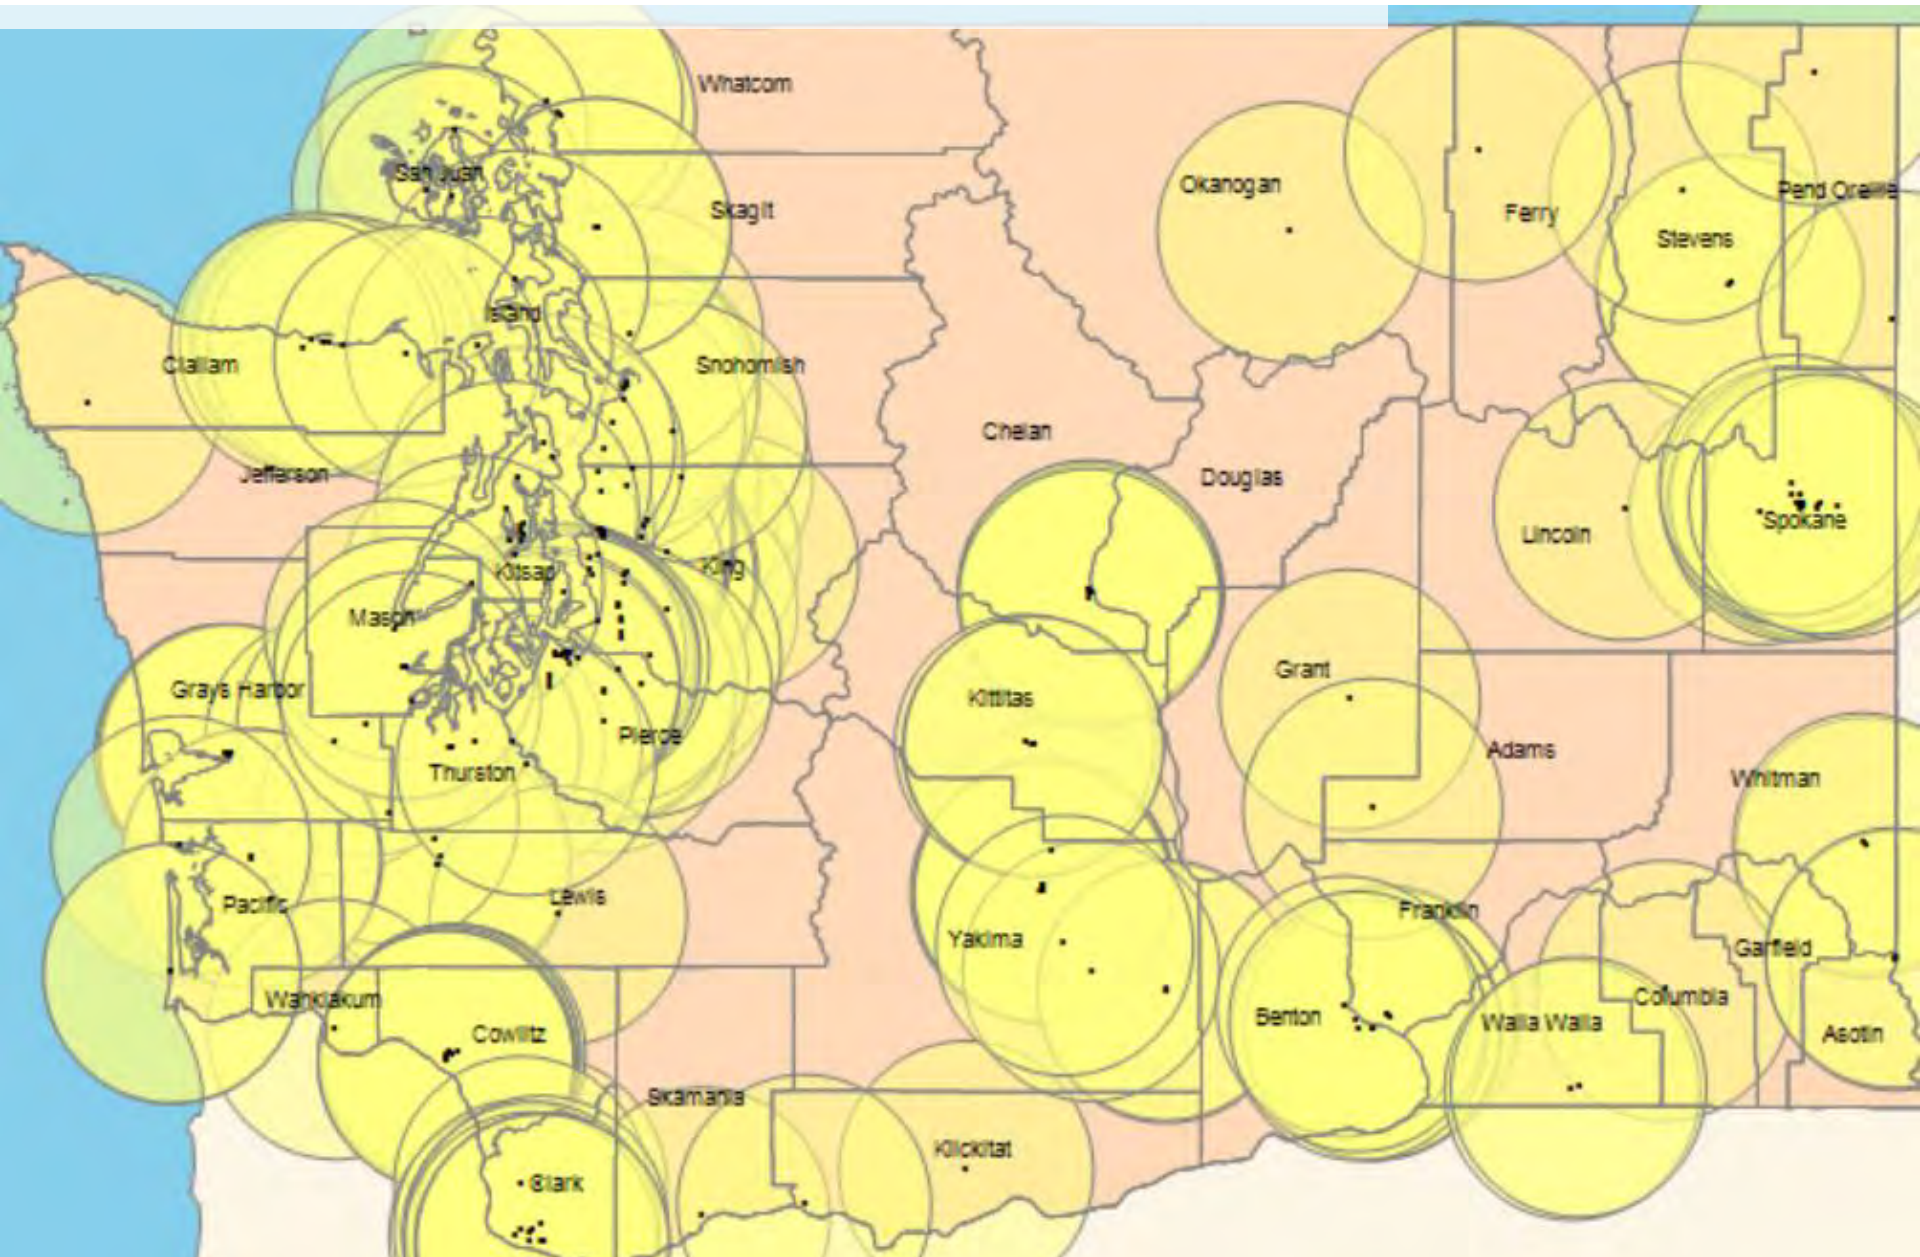 Whatcom
San Juan
Okanogan
Pend Oreille
Skagit
Ferry
Stevens
Island
Clallam
Snohomish
Chelan
Jefferson
Douglas
Spokane
Lincoln
King
Kitsap
Mason
Grant
Grays Harbor
Kittitas
Pierce
Adams
Thurston
Whitman
Lewis
Pacific
Franklin
Yakima
Garfield
Wahkiakum
Columbia
Benton
Walla Walla
Cowlitz
Asotin
Skamania
Klickitat
Clark